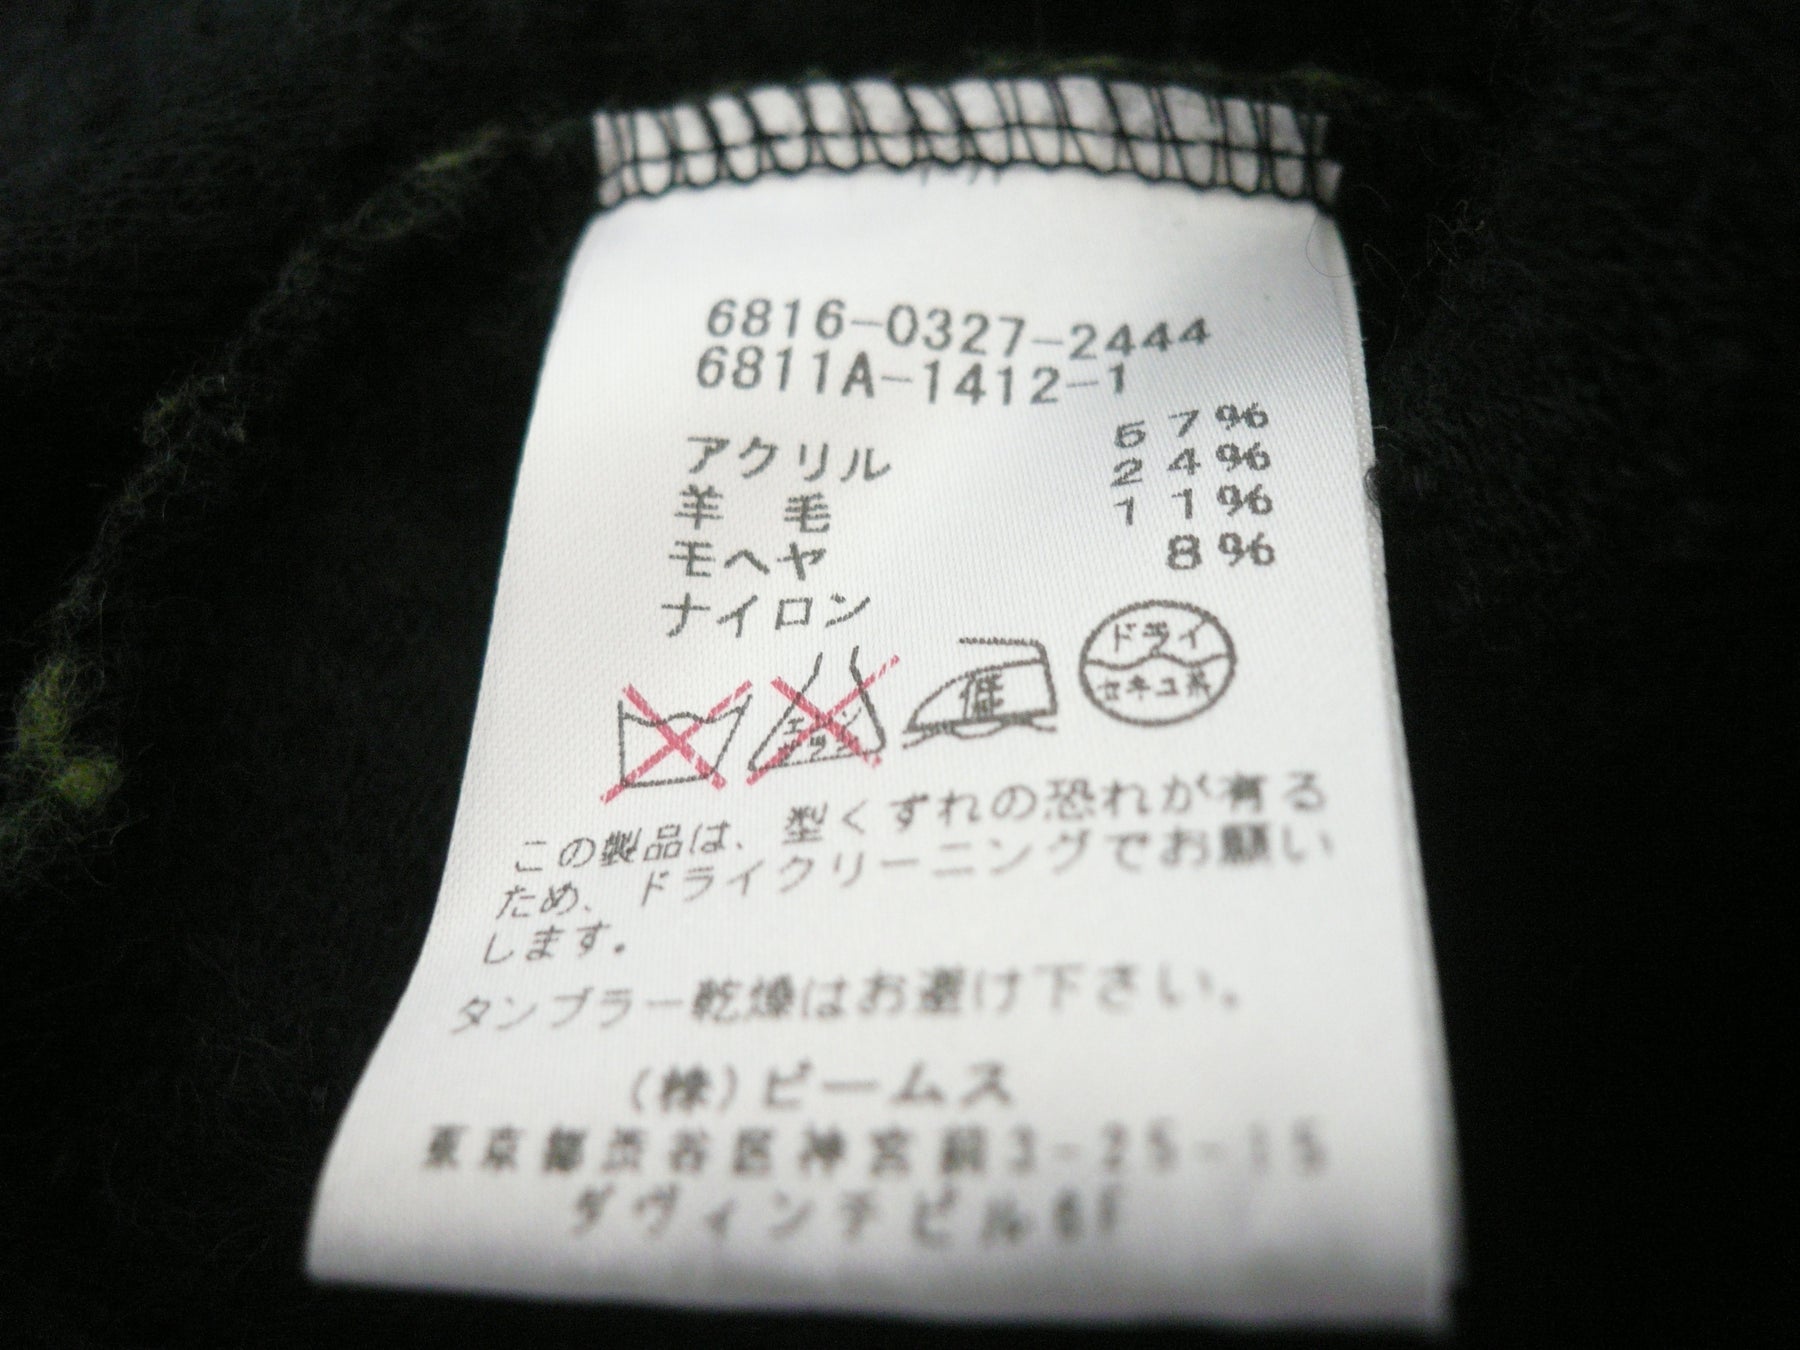 6816-0327-2444
6811A-1412-1
アクリル 57%
羊毛 24%
モヘヤ 11%
ナイロン 8%
エンソ サラシ 低 ドライ
セキユ系
この製品は、型くずれの恐れが有る
ため、ドライクリーニングでお願い
します。
タンブラー乾燥はお避け下さい。
(株)ビームス
東京都渋谷区神宮前3-25-15
ダヴィンチビル6F